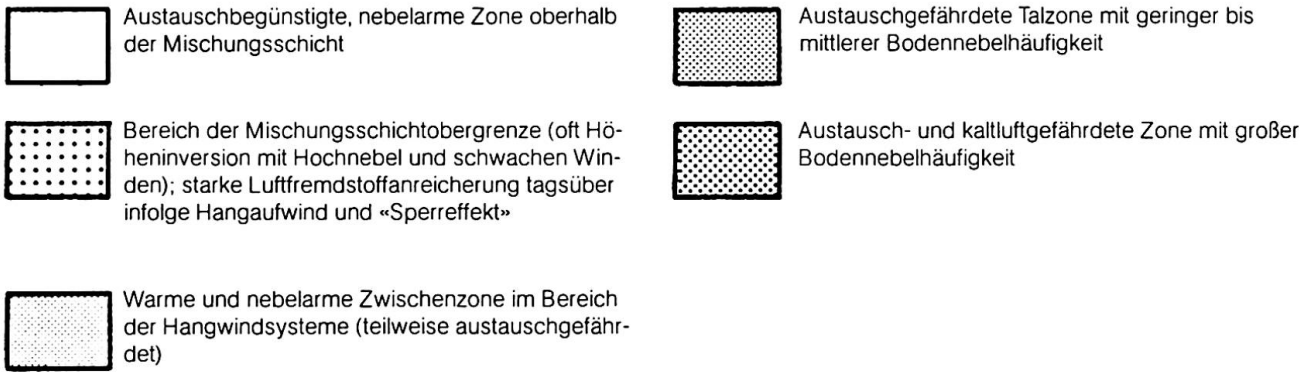 Austauschbegünstigte, nebelarme Zone oberhalb
der Mischungsschicht
Bereich der Mischungsschichtobergrenze (oft Hö-
heninversion mit Hochnebel und schwachen Win-
den); starke Luftfremdstoffanreicherung tagsüber
infolge Hangaufwind und «Sperreffekt»
Warme und nebelarme Zwischenzone im Bereich
der Hangwindsysteme (teilweise austauschgefähr-
det)
Austauschgefährdete Talzone mit geringer bis
mittlerer Bodennebelhäufigkeit
Austausch- und kaltluftgefährdete Zone mit großer
Bodennebelhäufigkeit